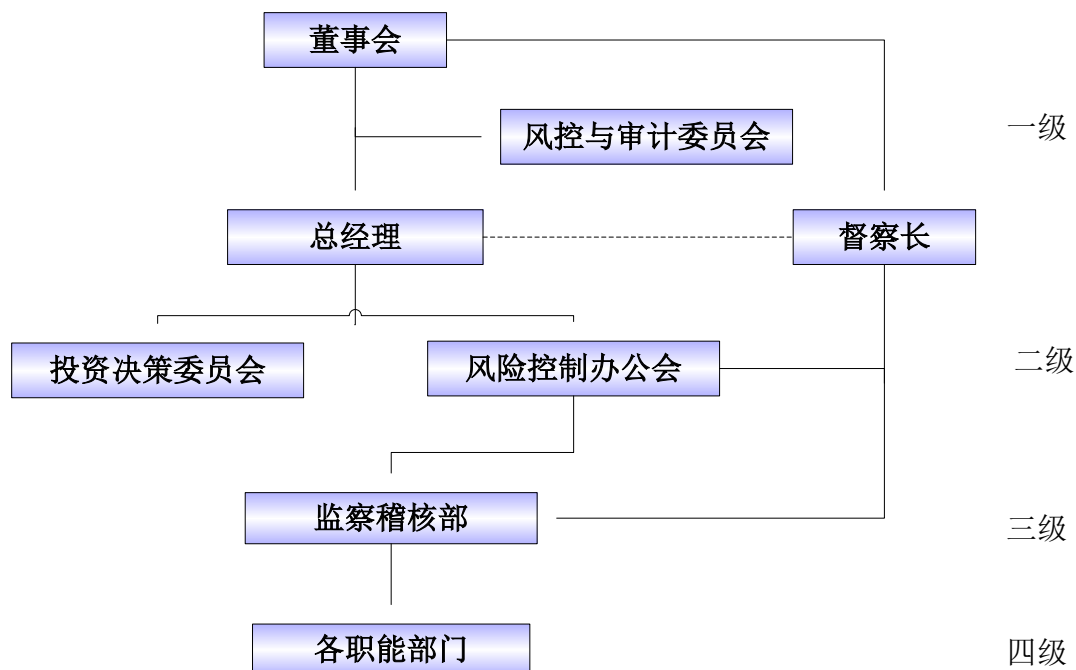 董事会
风控与审计委员会
一级
总经理
督察长
投资决策委员会
风险控制办公会
二级
监察稽核部
三级
各职能部门
四级